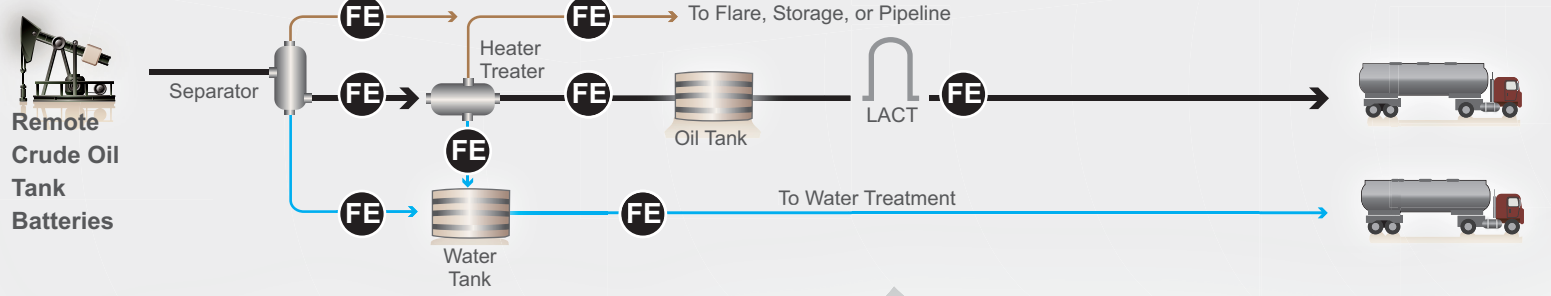 FE
FE
To Flare, Storage, or Pipeline
Heater
Treater
Separator
FE
FE
FE
LACT
Remote
Crude Oil
Tank
Batteries
Oil Tank
FE
FE
FE
To Water Treatment
Water
Tank